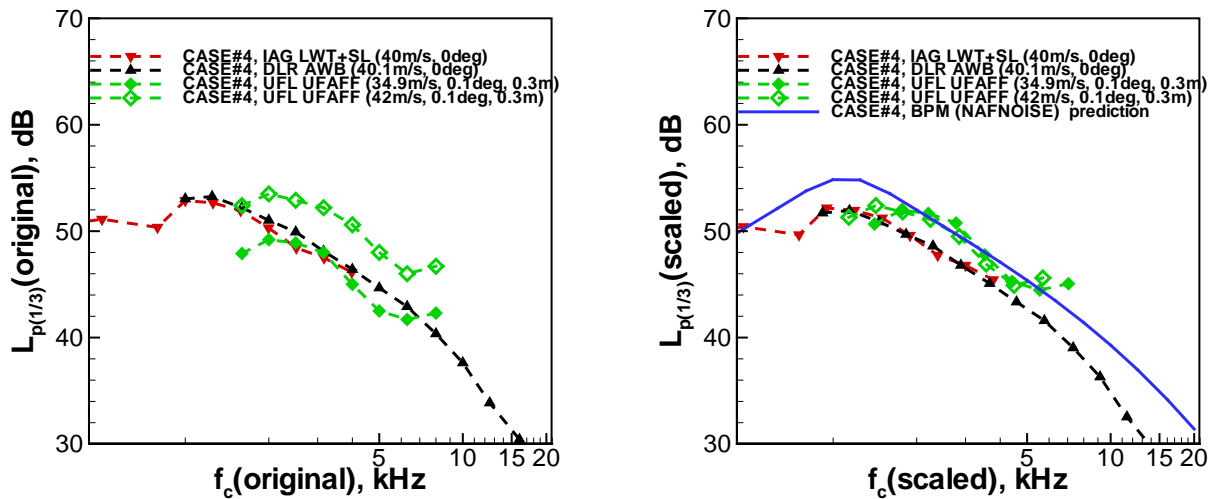 70
60
50
40
30
L_p(1/3)(original), dB
CASE#4, IAG LWT+SL (40m/s, 0deg)
CASE#4, DLR AWB (40.1m/s, 0deg)
CASE#4, UFL UFAFF (34.9m/s, 0.1deg, 0.3m)
CASE#4, UFL UFAFF (42m/s, 0.1deg, 0.3m)
5 10 15 20
f_c(original), kHz
70
60
50
40
30
L_p(1/3)(scaled), dB
CASE#4, IAG LWT+SL (40m/s, 0deg)
CASE#4, DLR AWB (40.1m/s, 0deg)
CASE#4, UFL UFAFF (34.9m/s, 0.1deg, 0.3m)
CASE#4, UFL UFAFF (42m/s, 0.1deg, 0.3m)
CASE#4, BPM (NAFNOISE) prediction
5 10 15 20
f_c(scaled), kHz